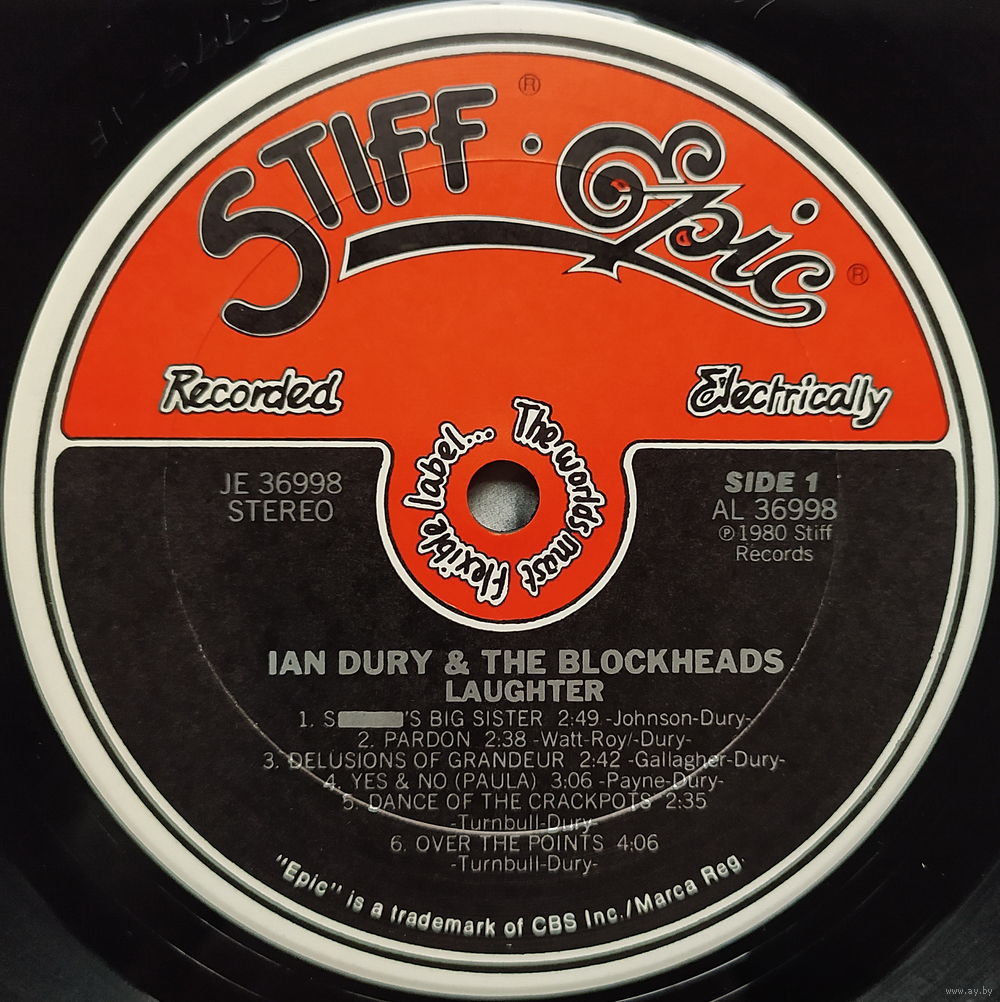 STIFF · Epic
®
®
Recorded
Electrically
The worlds most flexible label...
JE 36998
STEREO
SIDE 1
AL 36998
℗ 1980 Stiff
Records
IAN DURY & THE BLOCKHEADS
LAUGHTER
1. S 'S BIG SISTER 2:49 -Johnson-Dury-
2. PARDON 2:38 -Watt-Roy/-Dury-
3. DELUSIONS OF GRANDEUR 2:42 -Gallagher-Dury-
4. YES & NO (PAULA) 3:06 -Payne-Dury-
5. DANCE OF THE CRACKPOTS 2:35
-Turnbull-Dury-
6. OVER THE POINTS 4:06
-Turnbull-Dury-
"Epic" is a trademark of CBS Inc./Marca Reg.
www.ay.by